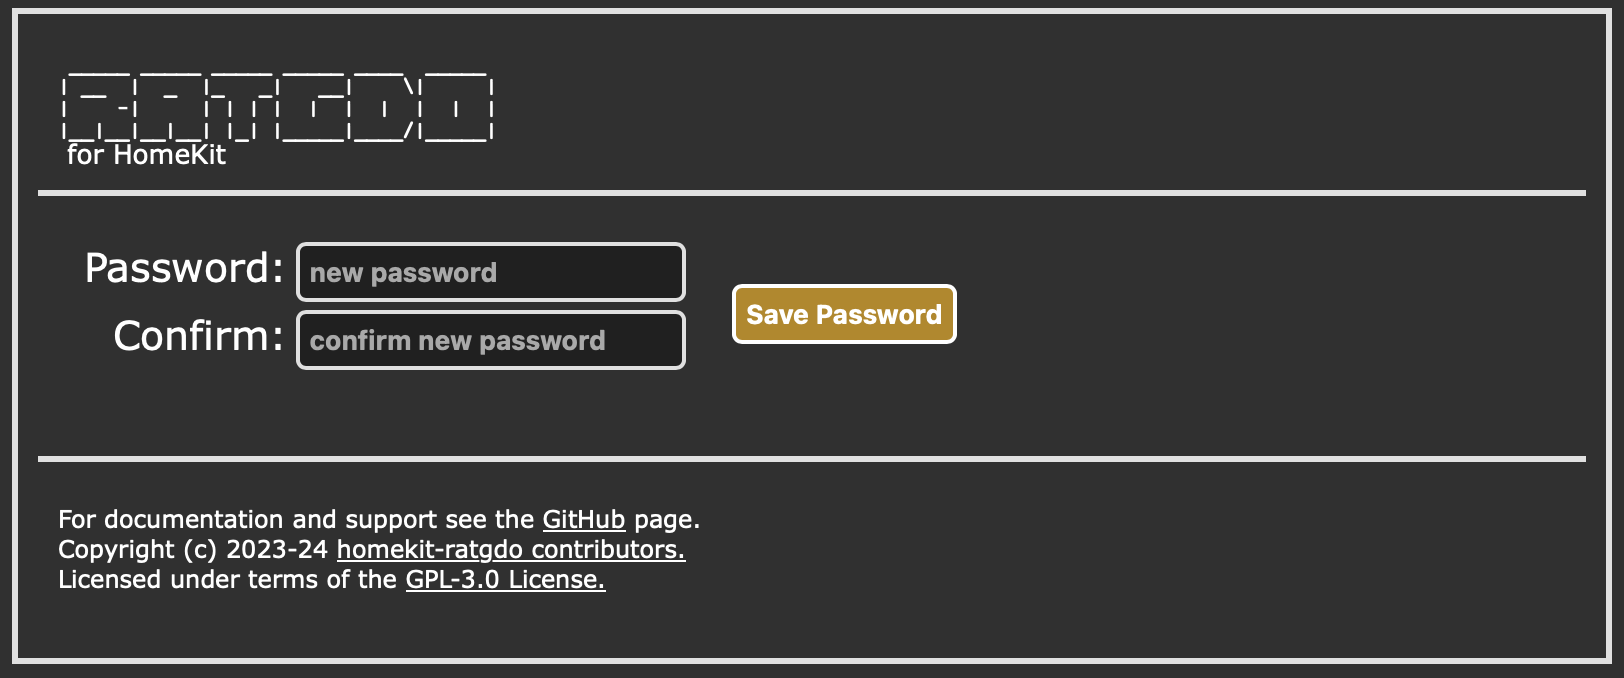 RATGDO
for HomeKit
Password: new password
Confirm: confirm new password
Save Password
For documentation and support see the GitHub page.
Copyright (c) 2023-24 homekit-ratgdo contributors.
Licensed under terms of the GPL-3.0 License.